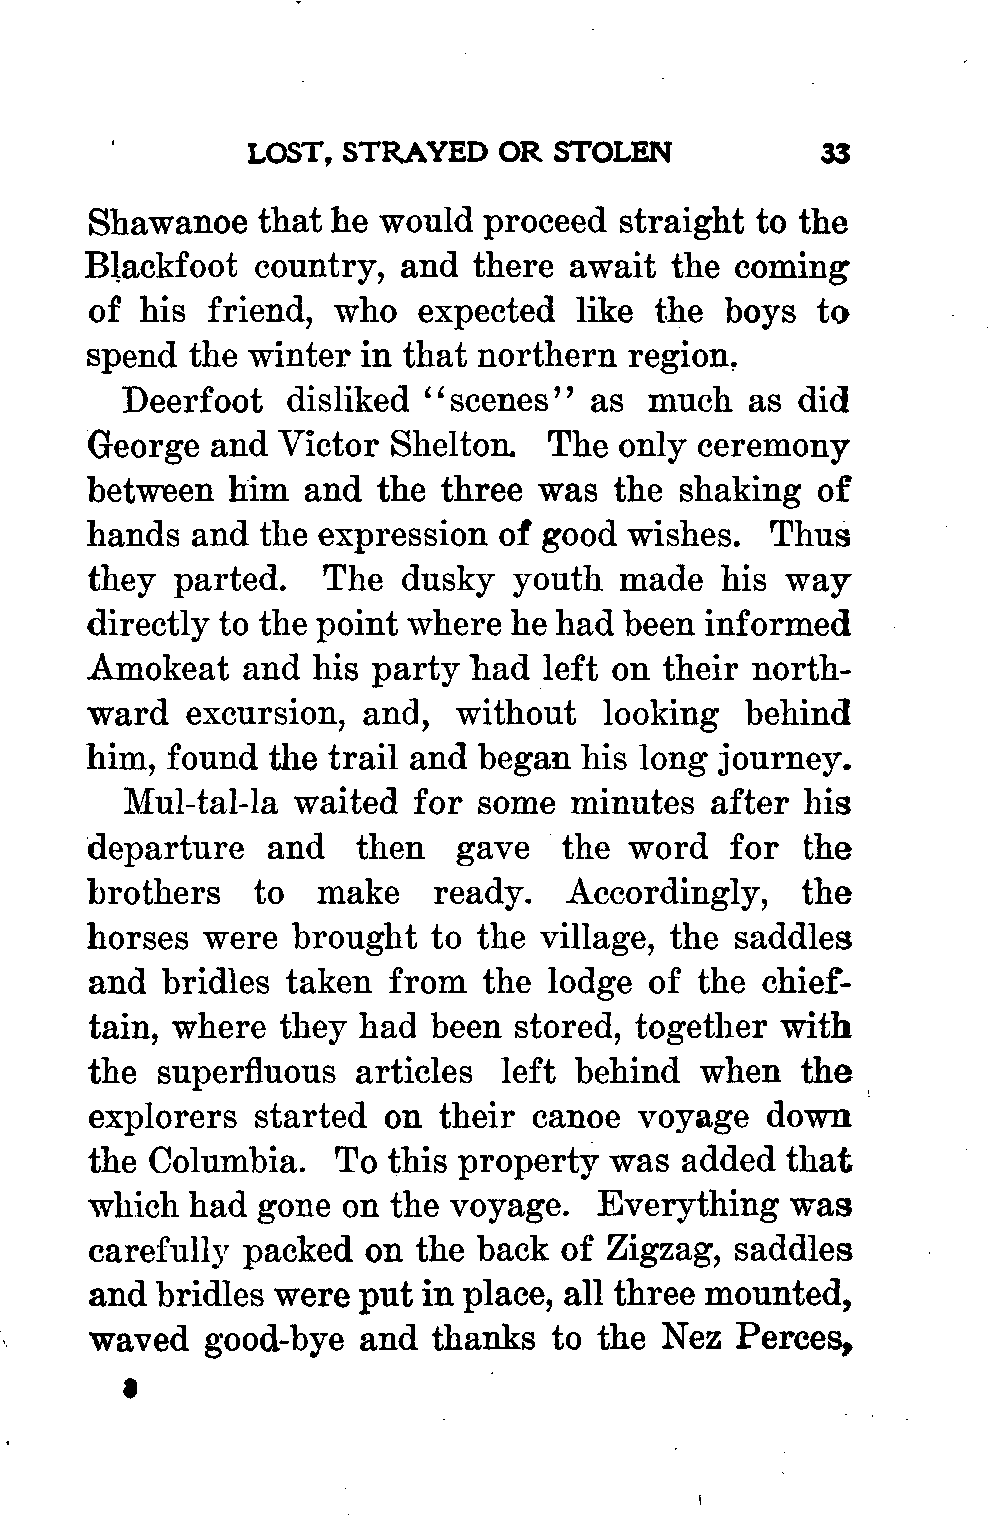 LOST, STRAYED OR STOLEN 33
Shawanoe that he would proceed straight to the
Blackfoot country, and there await the coming
of his friend, who expected like the boys to
spend the winter in that northern region.
Deerfoot disliked “scenes” as much as did
George and Victor Shelton. The only ceremony
between him and the three was the shaking of
hands and the expression of good wishes. Thus
they parted. The dusky youth made his way
directly to the point where he had been informed
Amokeat and his party had left on their north-
ward excursion, and, without looking behind
him, found the trail and began his long journey.
Mul-tal-la waited for some minutes after his
departure and then gave the word for the
brothers to make ready. Accordingly, the
horses were brought to the village, the saddles
and bridles taken from the lodge of the chief-
tain, where they had been stored, together with
the superfluous articles left behind when the
explorers started on their canoe voyage down
the Columbia. To this property was added that
which had gone on the voyage. Everything was
carefully packed on the back of Zigzag, saddles
and bridles were put in place, all three mounted,
waved good-bye and thanks to the Nez Perces,